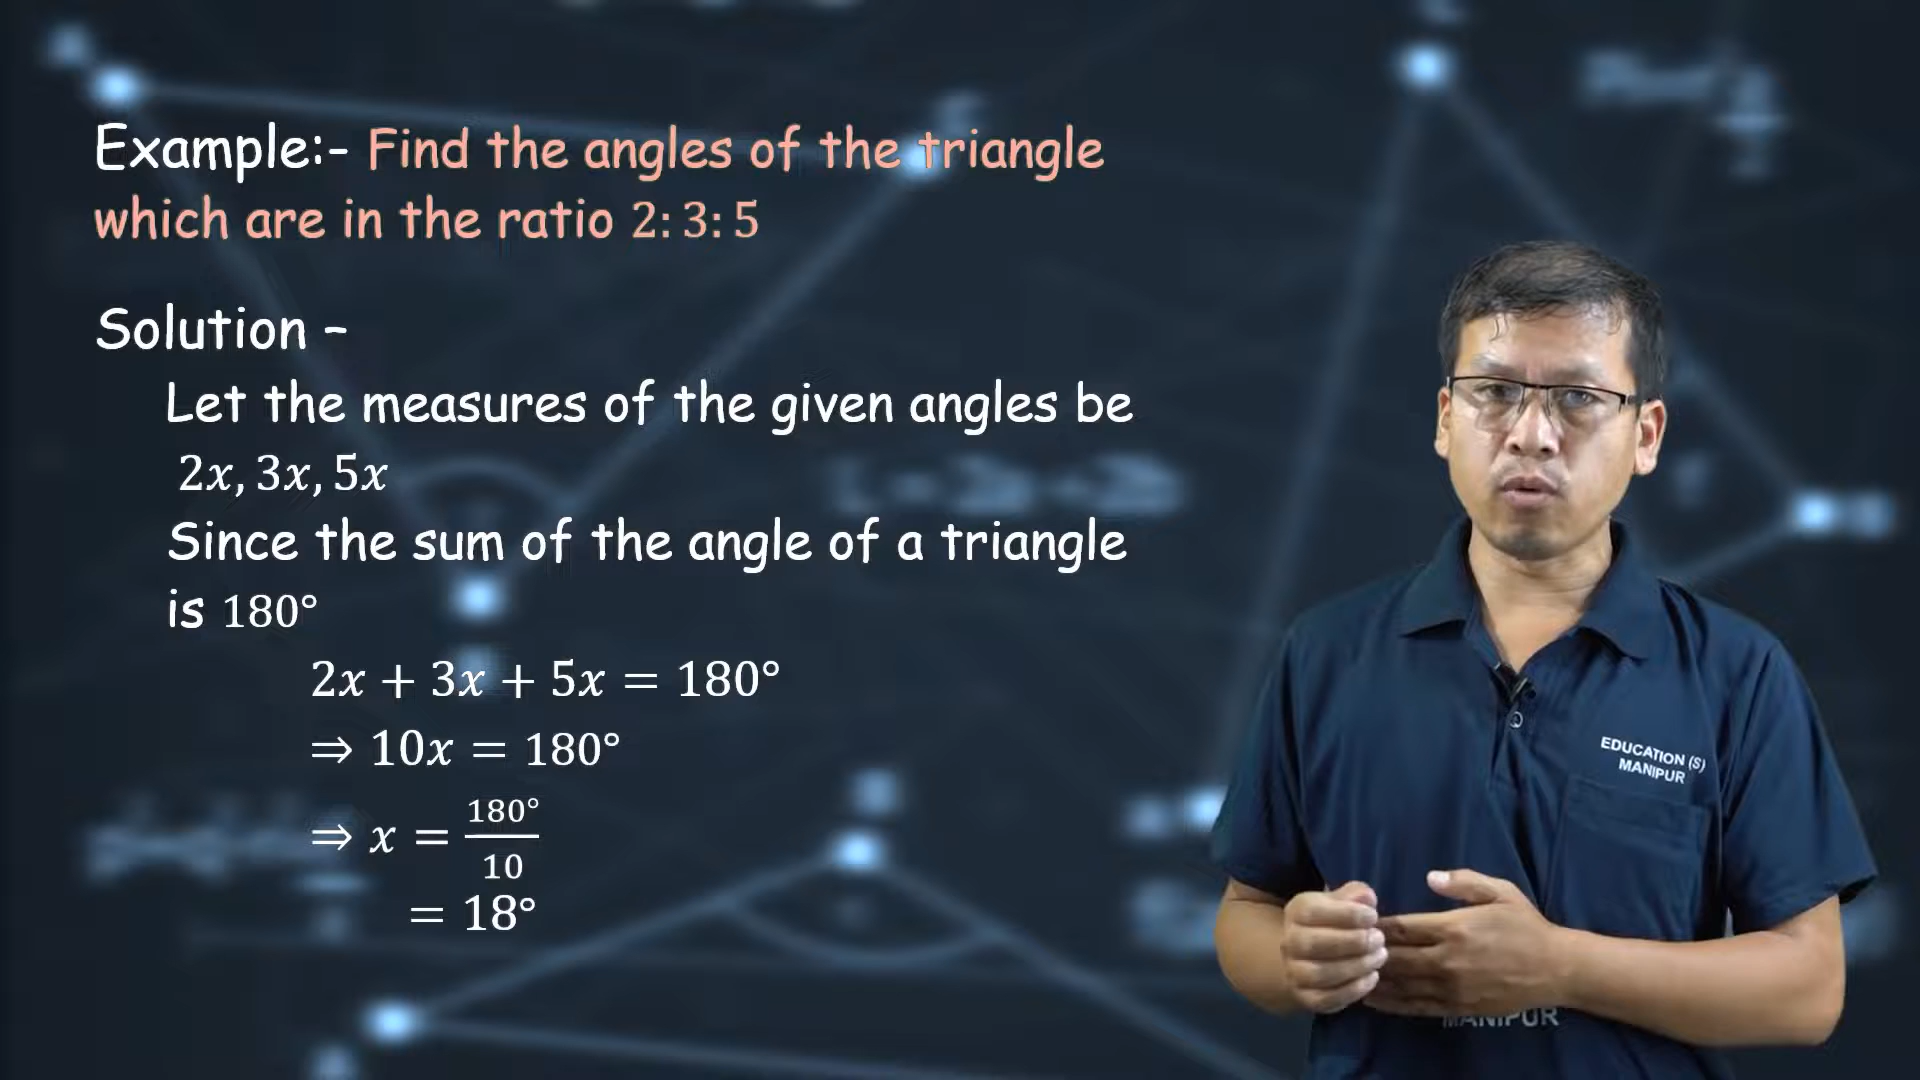 Example:- Find the angles of the triangle
which are in the ratio 2: 3: 5
Solution –
Let the measures of the given angles be
2x, 3x, 5x
Since the sum of the angle of a triangle
is 180°
2x + 3x + 5x = 180°
⇒ 10x = 180°
⇒ x = 180°/10
= 18°
EDUCATION (S)
MANIPUR
MANIPUR